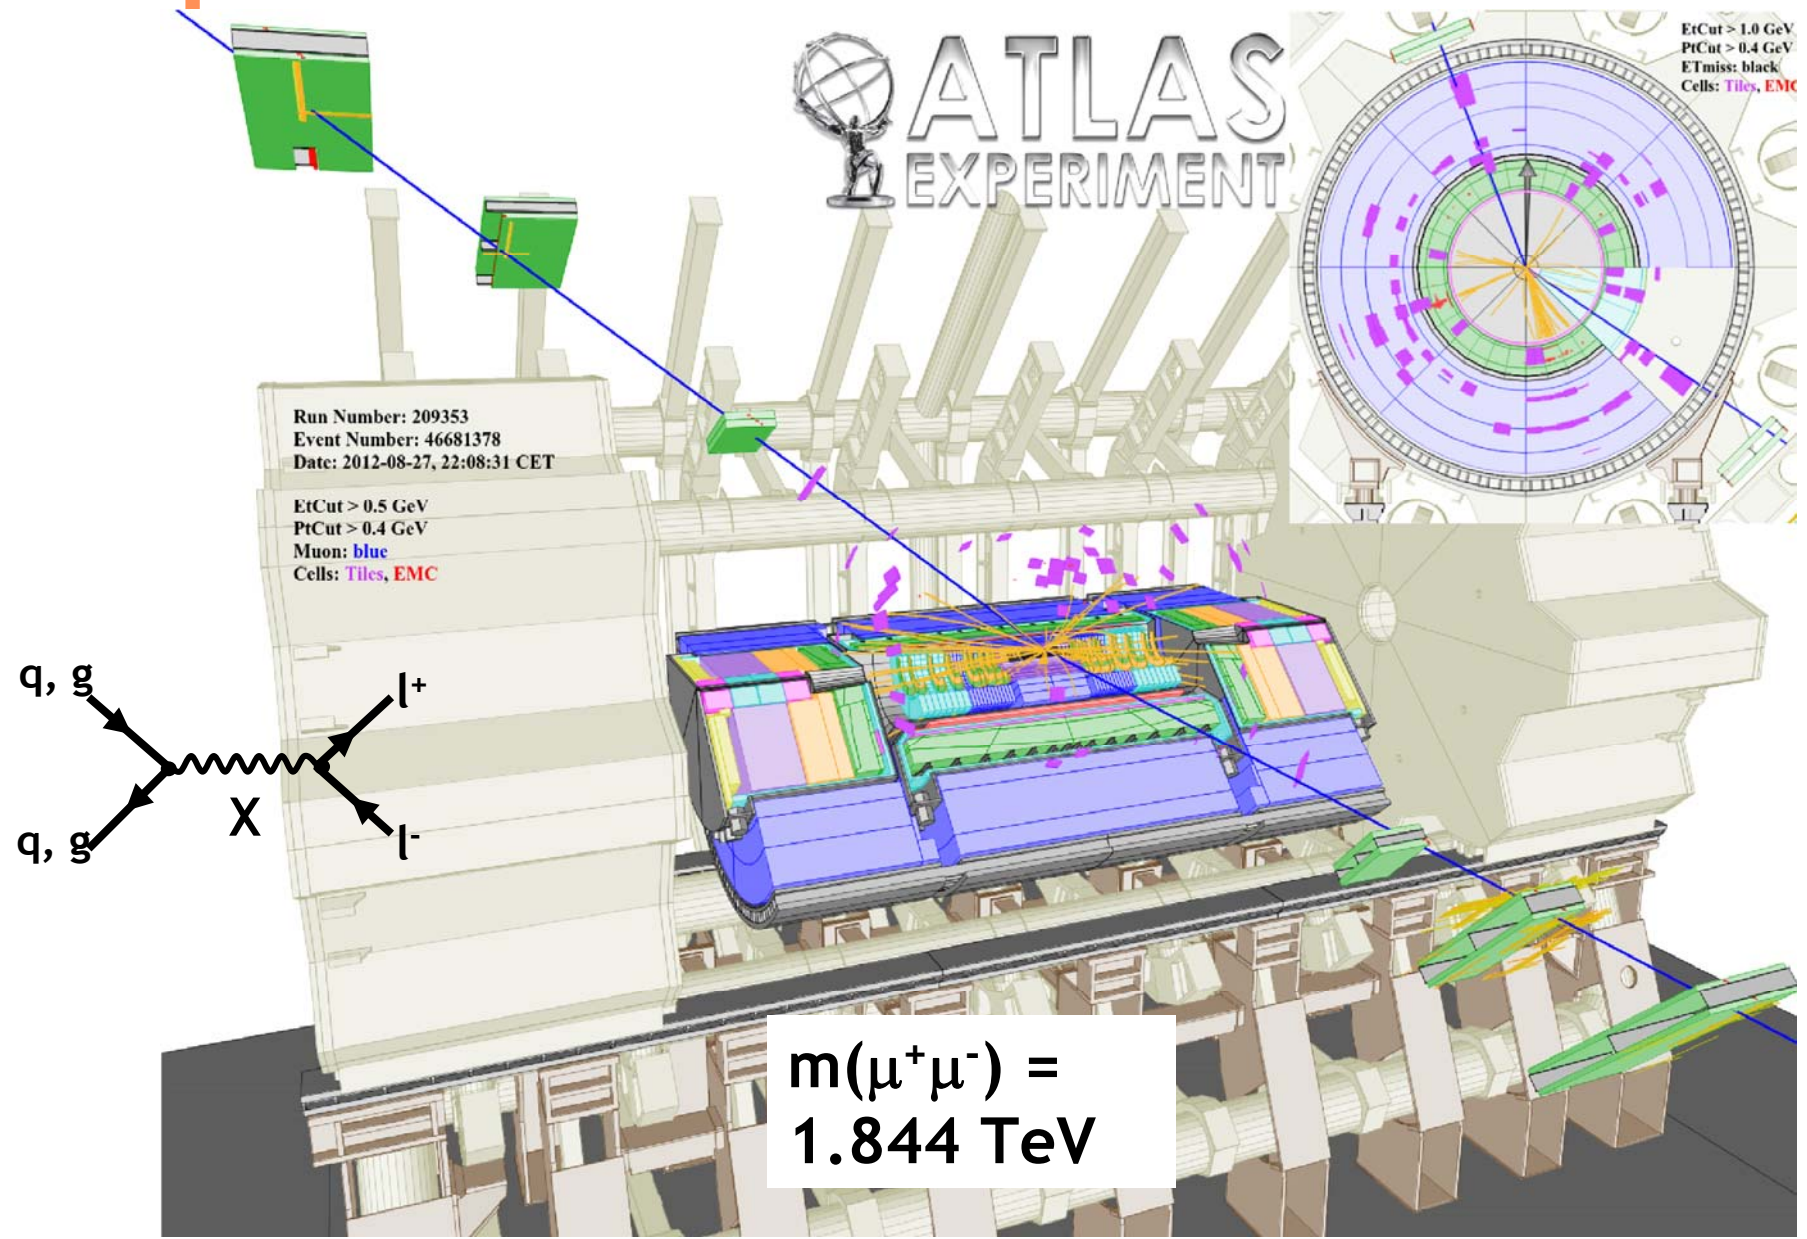 ATLAS
EXPERIMENT
EtCut > 1.0 GeV
PtCut > 0.4 GeV
ETmiss: black
Cells: Tiles, EMC
Run Number: 209353
Event Number: 46681378
Date: 2012-08-27, 22:08:31 CET
EtCut > 0.5 GeV
PtCut > 0.4 GeV
Muon: blue
Cells: Tiles, EMC
q, g
l⁺
X
q, g
l⁻
m(μ⁺μ⁻) =
1.844 TeV